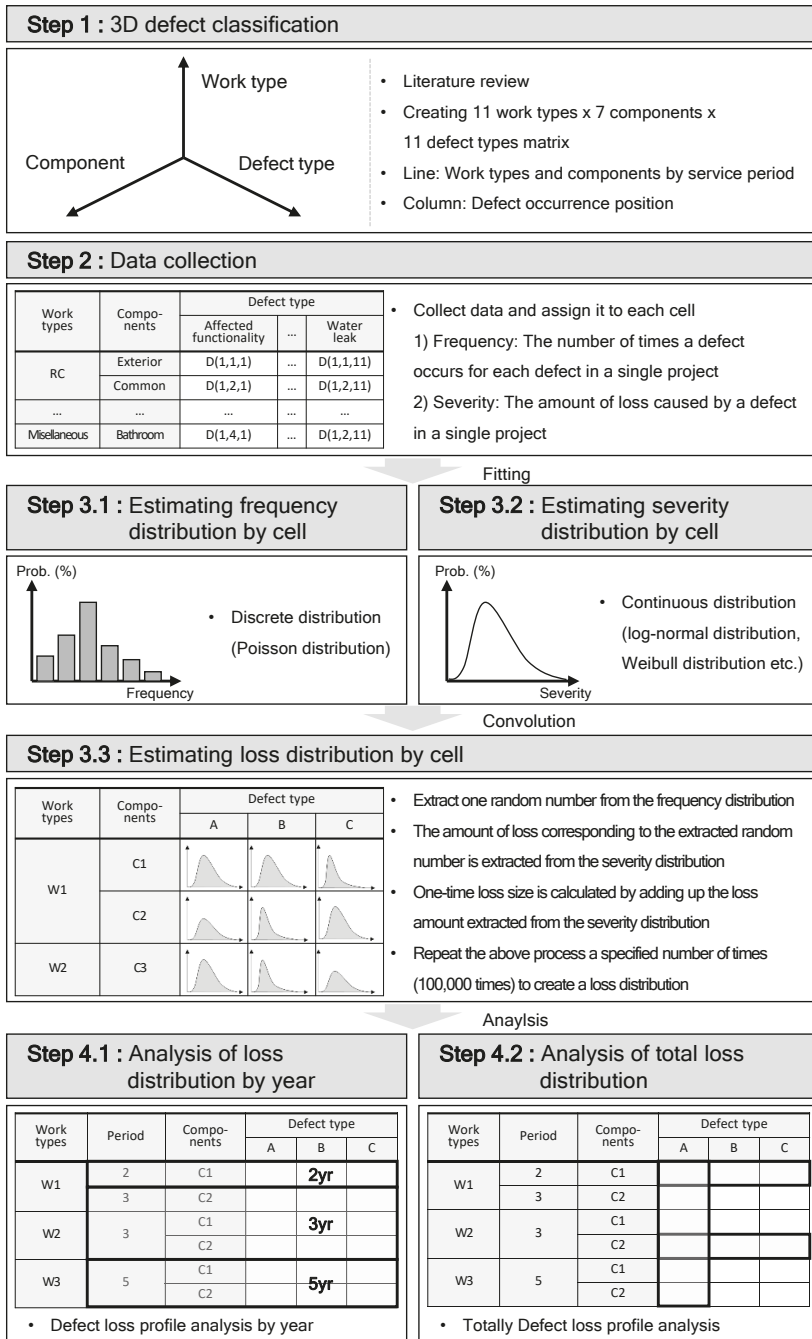 Step 1 : 3D defect classification
Work type
Component
Defect type
• Literature review
• Creating 11 work types x 7 components x
11 defect types matrix
• Line: Work types and components by service period
• Column: Defect occurrence position
Step 2 : Data collection
Work
types
Compo-
nents
Defect type
Affected
functionality
...
Water
leak
RC Exterior D(1,1,1) ... D(1,1,11)
Common D(1,2,1) ... D(1,2,11)
... ... ... ... ...
Misellaneous Bathroom D(1,4,1) ... D(1,2,11)
• Collect data and assign it to each cell
1) Frequency: The number of times a defect
occurs for each defect in a single project
2) Severity: The amount of loss caused by a defect
in a single project
Fitting
Step 3.1 : Estimating frequency
distribution by cell
Prob. (%)
Frequency
• Discrete distribution
(Poisson distribution)
Step 3.2 : Estimating severity
distribution by cell
Prob. (%)
Severity
• Continuous distribution
(log-normal distribution,
Weibull distribution etc.)
Convolution
Step 3.3 : Estimating loss distribution by cell
Work
types
Compo-
nents
Defect type
A B C
W1 C1
C2
W2 C3
• Extract one random number from the frequency distribution
• The amount of loss corresponding to the extracted random
number is extracted from the severity distribution
• One-time loss size is calculated by adding up the loss
amount extracted from the severity distribution
• Repeat the above process a specified number of times
(100,000 times) to create a loss distribution
Anaylsis
Step 4.1 : Analysis of loss
distribution by year
Work
types
Period
Compo-
nents
Defect type
A B C
W1 2 C1 2yr
3 C2
W2 3 C1 3yr
C2
W3 5 C1 5yr
C2
• Defect loss profile analysis by year
Step 4.2 : Analysis of total loss
distribution
Work
types
Period
Compo-
nents
Defect type
A B C
W1 2 C1
3 C2
W2 3 C1
C2
W3 5 C1
C2
• Totally Defect loss profile analysis